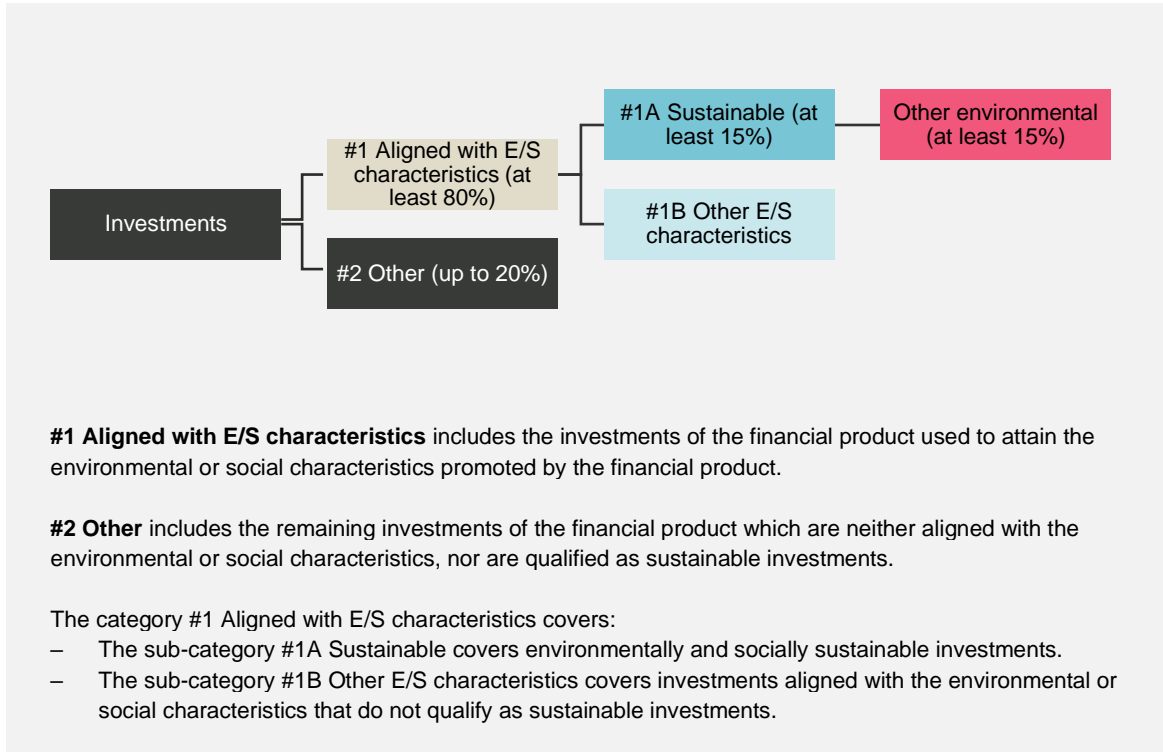 #1A Sustainable (at
least 15%)
Other environmental
(at least 15%)
#1 Aligned with E/S
characteristics (at
least 80%)
Investments
#1B Other E/S
characteristics
#2 Other (up to 20%)
#1 Aligned with E/S characteristics includes the investments of the financial product used to attain the
environmental or social characteristics promoted by the financial product.
#2 Other includes the remaining investments of the financial product which are neither aligned with the
environmental or social characteristics, nor are qualified as sustainable investments.
The category #1 Aligned with E/S characteristics covers:
– The sub-category #1A Sustainable covers environmentally and socially sustainable investments.
– The sub-category #1B Other E/S characteristics covers investments aligned with the environmental or
social characteristics that do not qualify as sustainable investments.